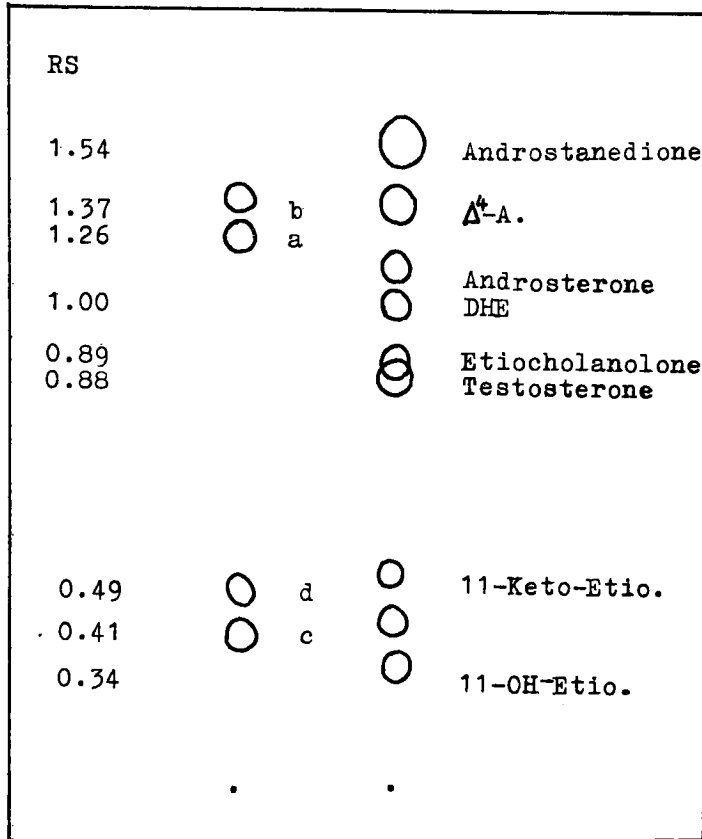 RS
1.54 Androstanedione
1.37 b Δ⁴-A.
1.26 a
Androsterone
1.00 DHE
0.89 Etiocholanolone
0.88 Testosterone
0.49 d 11-Keto-Etio.
0.41 c
0.34 11-OH-Etio.